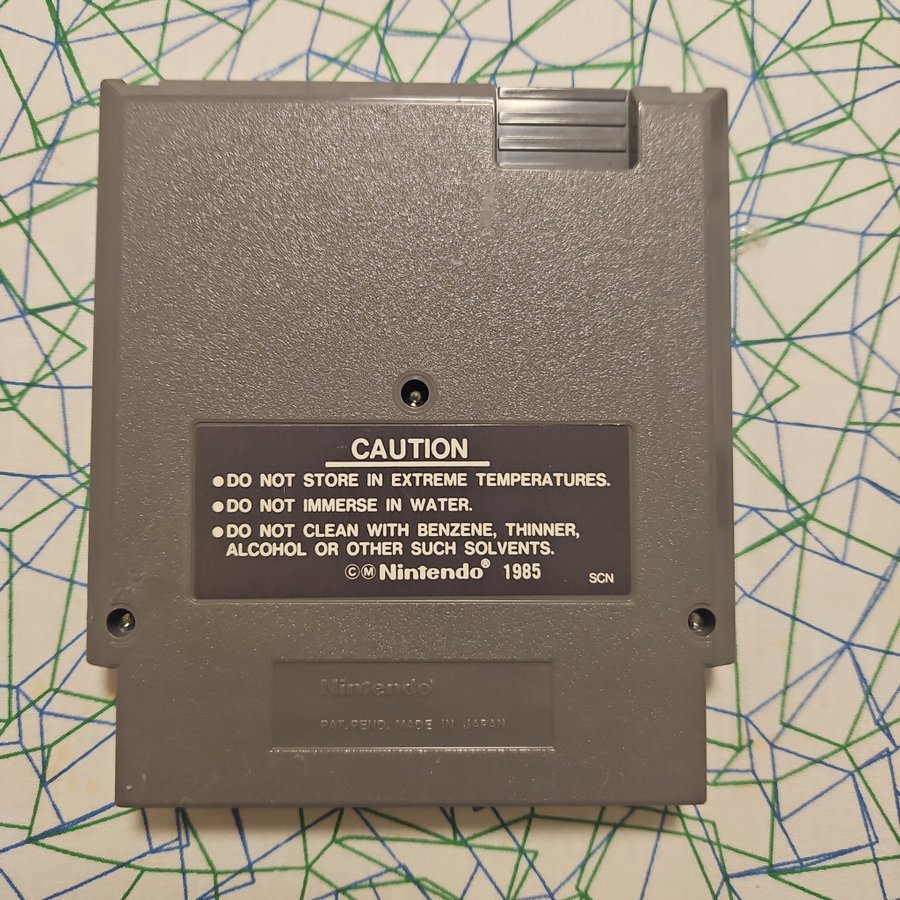 CAUTION
●DO NOT STORE IN EXTREME TEMPERATURES.
●DO NOT IMMERSE IN WATER.
●DO NOT CLEAN WITH BENZENE, THINNER,
ALCOHOL OR OTHER SUCH SOLVENTS.
ⒸⓂ Nintendo® 1985 SCN
Nintendo®
PAT.PEND. MADE IN JAPAN